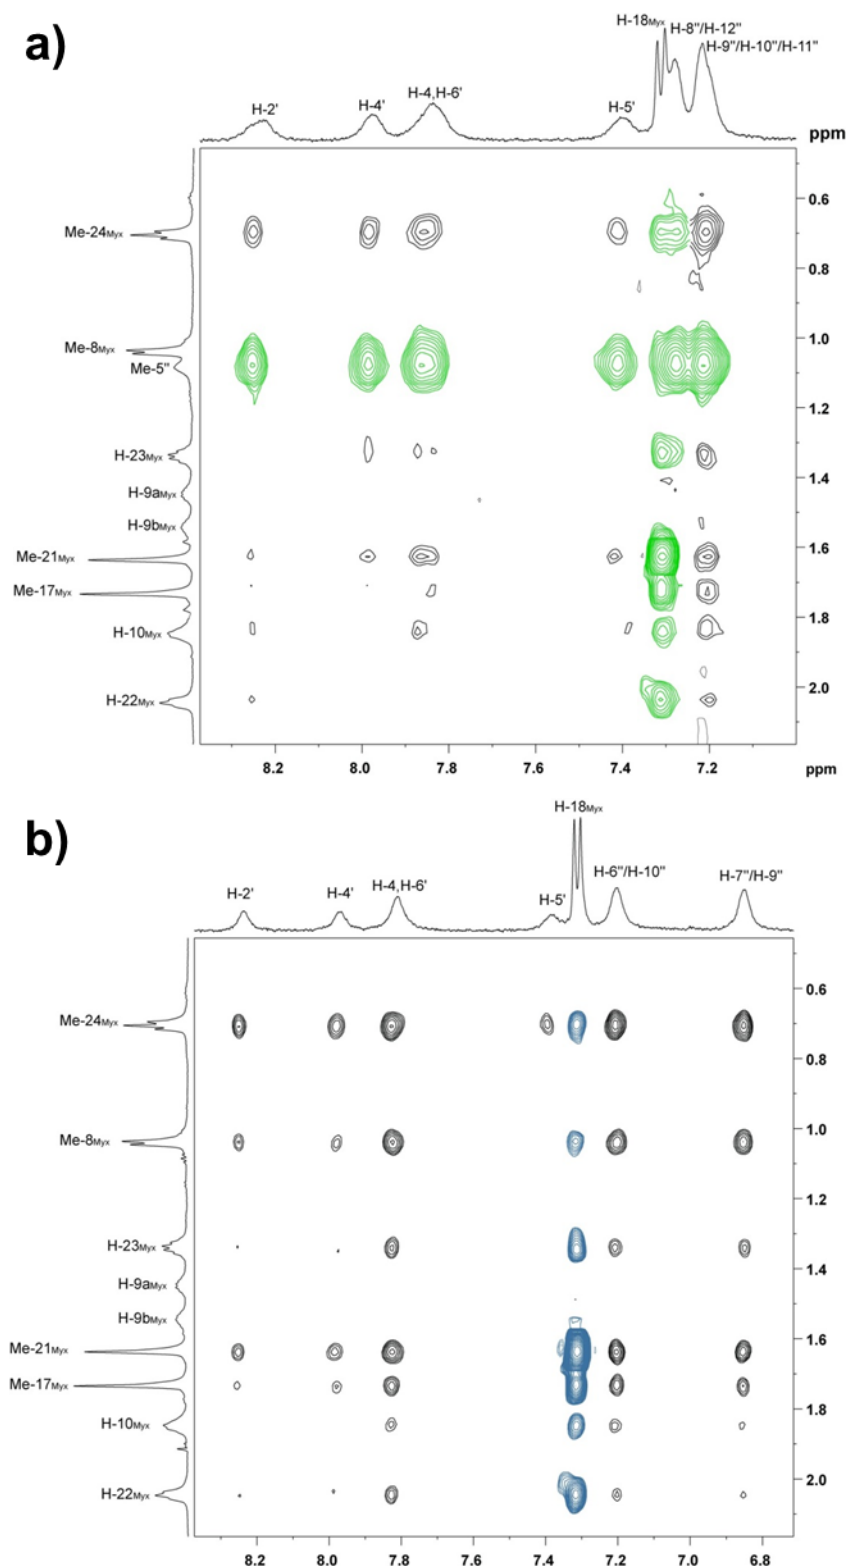 a)
H-18Myx
H-8"/H-12"
H-9"/H-10"/H-11"
H-2'
H-4'
H-4,H-6'
H-5'
ppm
Me-24Myx
Me-8Myx
Me-5"
H-23Myx
H-9aMyx
H-9bMyx
Me-21Myx
Me-17Myx
H-10Myx
H-22Myx
0.6
0.8
1.0
1.2
1.4
1.6
1.8
2.0
8.2 8.0 7.8 7.6 7.4 7.2 ppm
b)
H-18Myx
H-2'
H-4'
H-4,H-6'
H-5'
H-6"/H-10"
H-7"/H-9"
Me-24Myx
Me-8Myx
H-23Myx
H-9aMyx
H-9bMyx
Me-21Myx
Me-17Myx
H-10Myx
H-22Myx
0.6
0.8
1.0
1.2
1.4
1.6
1.8
2.0
8.2 8.0 7.8 7.6 7.4 7.2 7.0 6.8